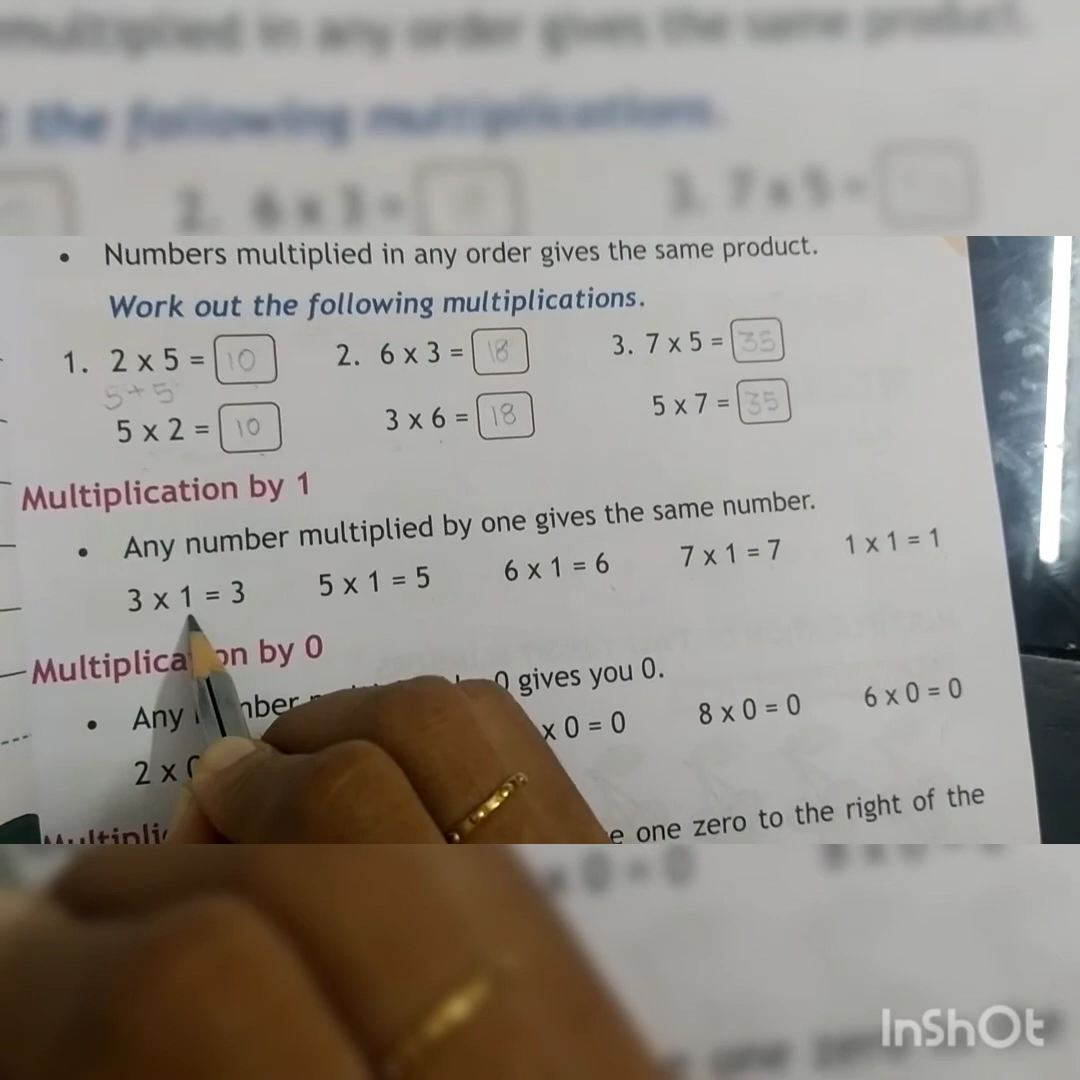 • Numbers multiplied in any order gives the same product.
Work out the following multiplications.
1. 2 x 5 = 10 2. 6 x 3 = 18 3. 7 x 5 = 35
5 + 5
5 x 2 = 10 3 x 6 = 18 5 x 7 = 35
Multiplication by 1
• Any number multiplied by one gives the same number.
3 x 1 = 3 5 x 1 = 5 6 x 1 = 6 7 x 1 = 7 1 x 1 = 1
by 0
• Any 0 gives you 0.
2 x x 0 = 0 8 x 0 = 0 6 x 0 = 0
one zero to the right of the
InShOt